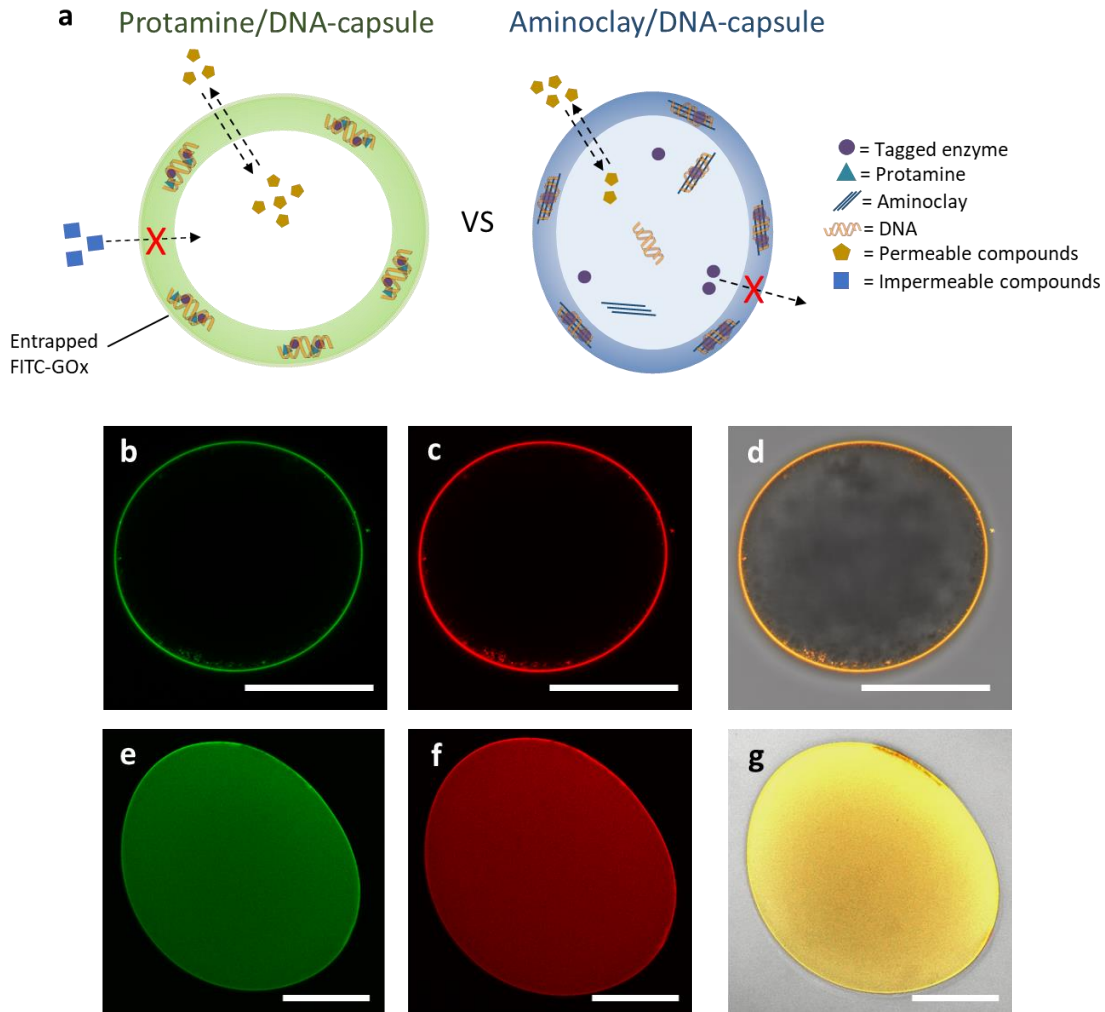 a
Protamine/DNA-capsule
Aminoclay/DNA-capsule
X
VS
X
Entrapped
FITC-GOx
= Tagged enzyme
= Protamine
= Aminoclay
= DNA
= Permeable compounds
= Impermeable compounds
b
c
d
e
f
g